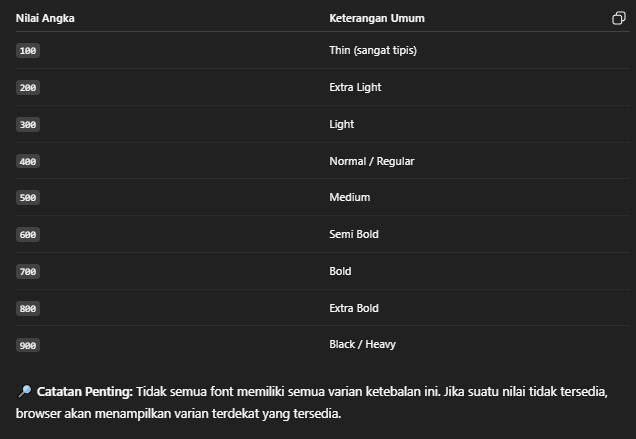 Nilai Angka Keterangan Umum
100 Thin (sangat tipis)
200 Extra Light
300 Light
400 Normal / Regular
500 Medium
600 Semi Bold
700 Bold
800 Extra Bold
900 Black / Heavy
🔎 Catatan Penting: Tidak semua font memiliki semua varian ketebalan ini. Jika suatu nilai tidak tersedia,
browser akan menampilkan varian terdekat yang tersedia.